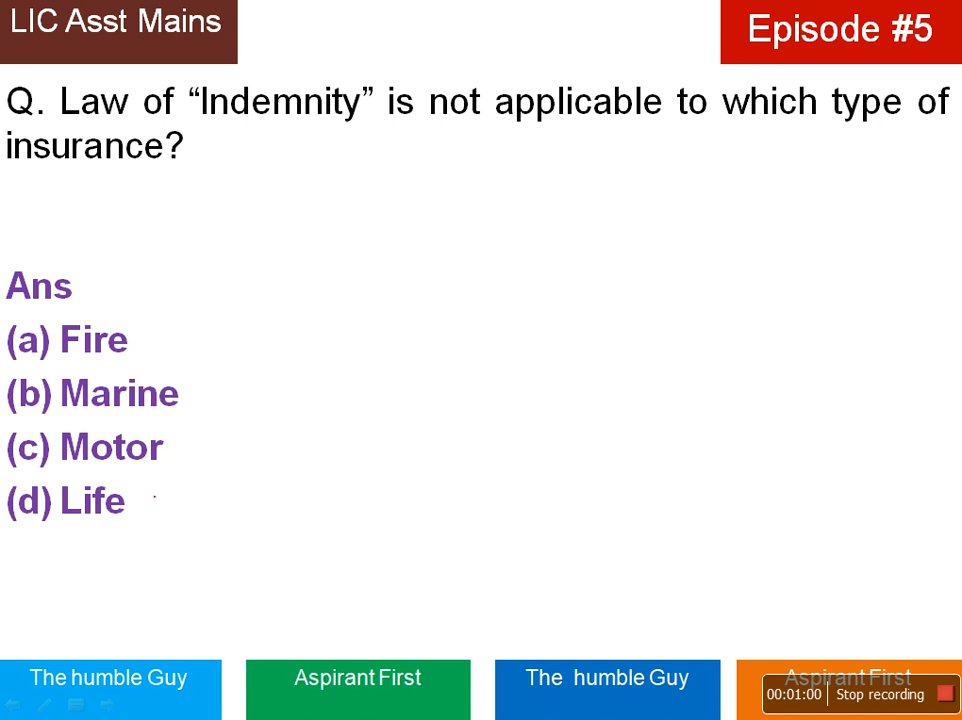 LIC Asst Mains
Episode #5
Q. Law of “Indemnity” is not applicable to which type of
insurance?
Ans
(a) Fire
(b) Marine
(c) Motor
(d) Life
The humble Guy
Aspirant First
The humble Guy
Aspirant First
00:01:00 Stop recording